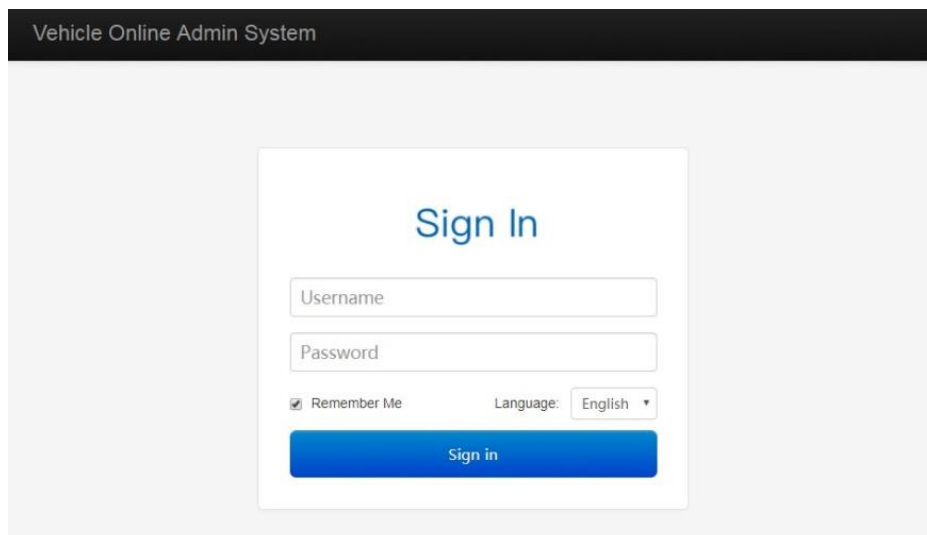 Vehicle Online Admin System
Sign In
Username
Password
Remember Me Language: English
Sign in